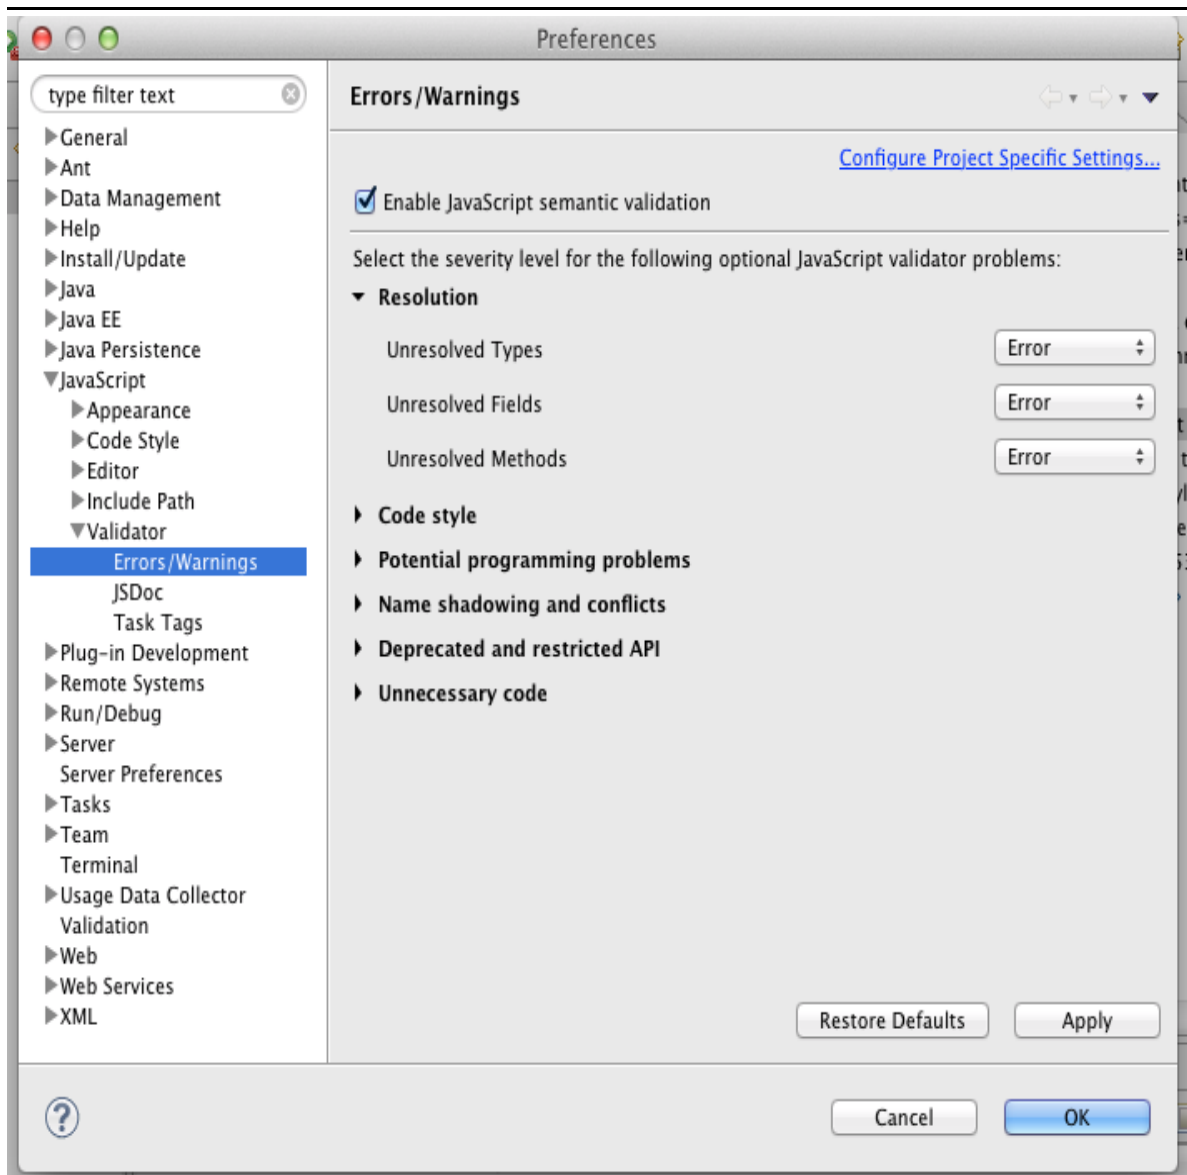 Preferences
type filter text
General
Ant
Data Management
Help
Install/Update
Java
Java EE
Java Persistence
JavaScript
Appearance
Code Style
Editor
Include Path
Validator
Errors/Warnings
JSDoc
Task Tags
Plug-in Development
Remote Systems
Run/Debug
Server
Server Preferences
Tasks
Team
Terminal
Usage Data Collector
Validation
Web
Web Services
XML
Errors/Warnings
Configure Project Specific Settings...
Enable JavaScript semantic validation
Select the severity level for the following optional JavaScript validator problems:
Resolution
Unresolved Types Error
Unresolved Fields Error
Unresolved Methods Error
Code style
Potential programming problems
Name shadowing and conflicts
Deprecated and restricted API
Unnecessary code
Restore Defaults Apply
? Cancel OK